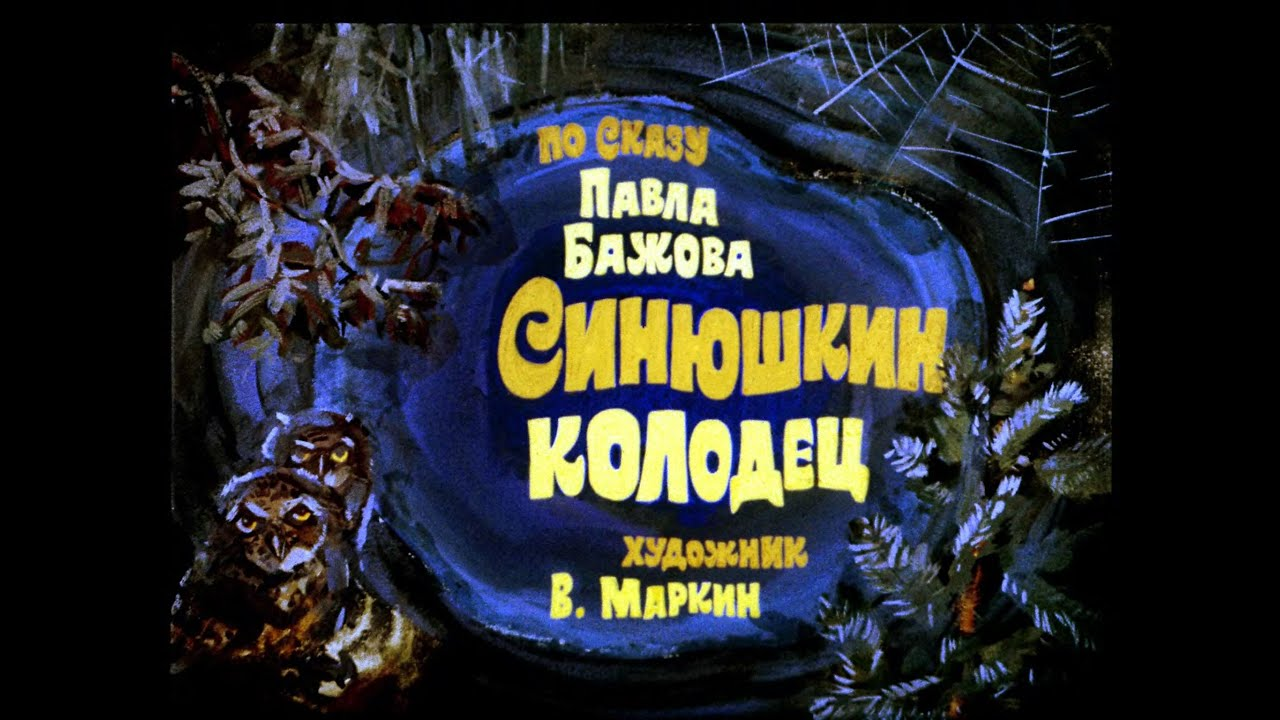 по сказу
Павла
Бажова
Синюшкин
колодец
художник
В. Маркин